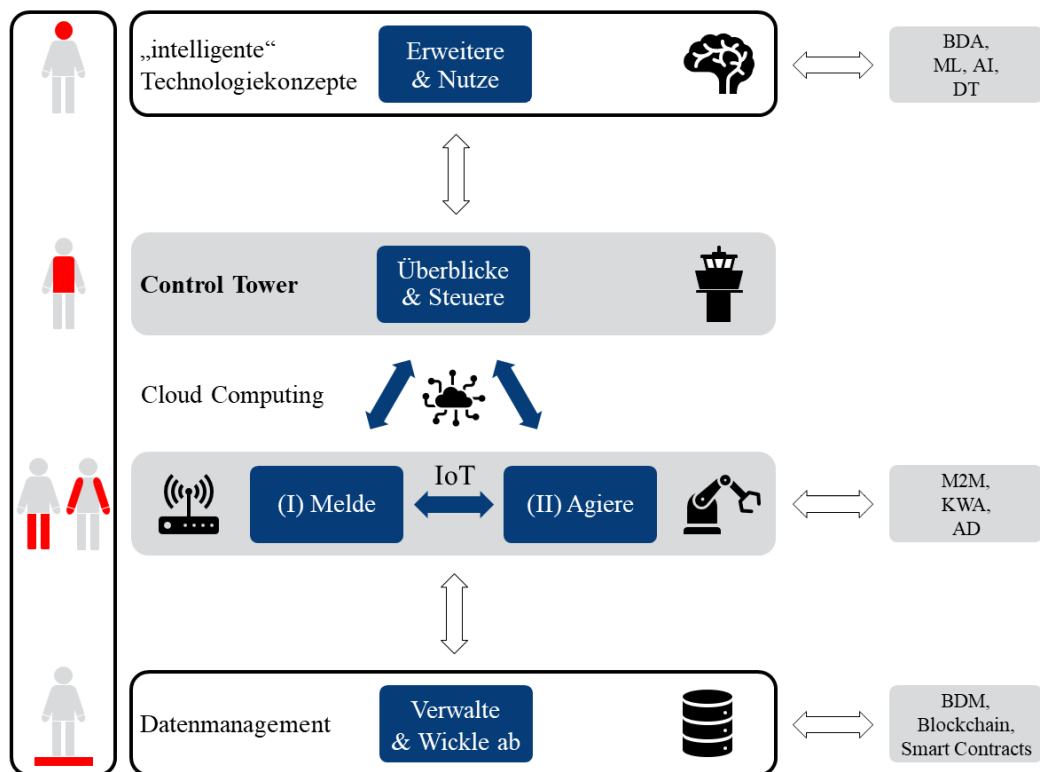 „intelligente“
Technologiekonzepte
Erweitere
& Nutze
BDA,
ML, AI,
DT
Control Tower
Überblicke
& Steuere
Cloud Computing
(I) Melde
IoT
(II) Agiere
M2M,
KWA,
AD
Datenmanagement
Verwalte
& Wickle ab
BDM,
Blockchain,
Smart Contracts